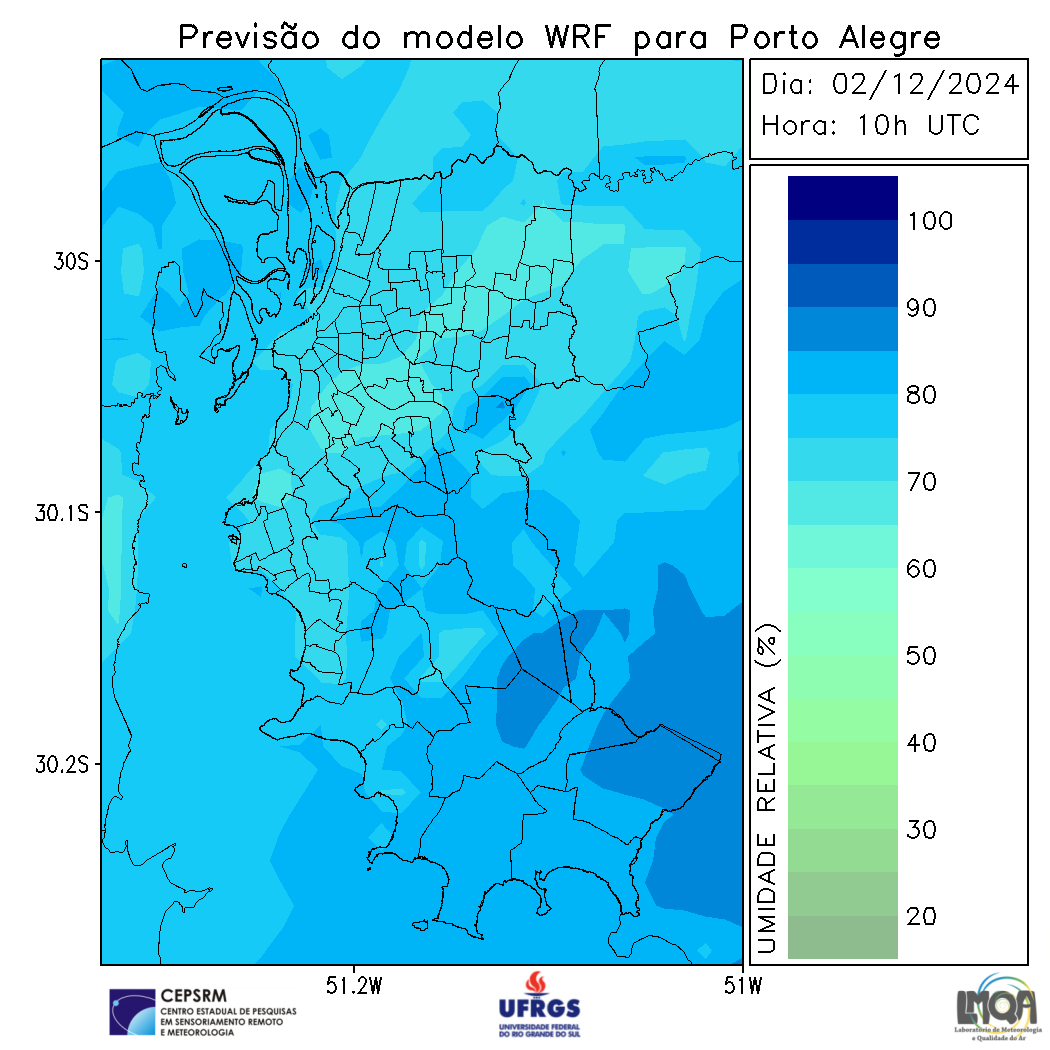 Previsão do modelo WRF para Porto Alegre
Dia: 02/12/2024
Hora: 10h UTC
30S
30.1S
30.2S
51.2W
51W
100
90
80
70
60
50
40
30
20
UMIDADE RELATIVA (%)
CEPSRM
CENTRO ESTADUAL DE PESQUISAS
EM SENSORIAMENTO REMOTO
E METEOROLOGIA
UFRGS
UNIVERSIDADE FEDERAL
DO RIO GRANDE DO SUL
LMQA
Laboratório de Meteorologia
e Qualidade do Ar